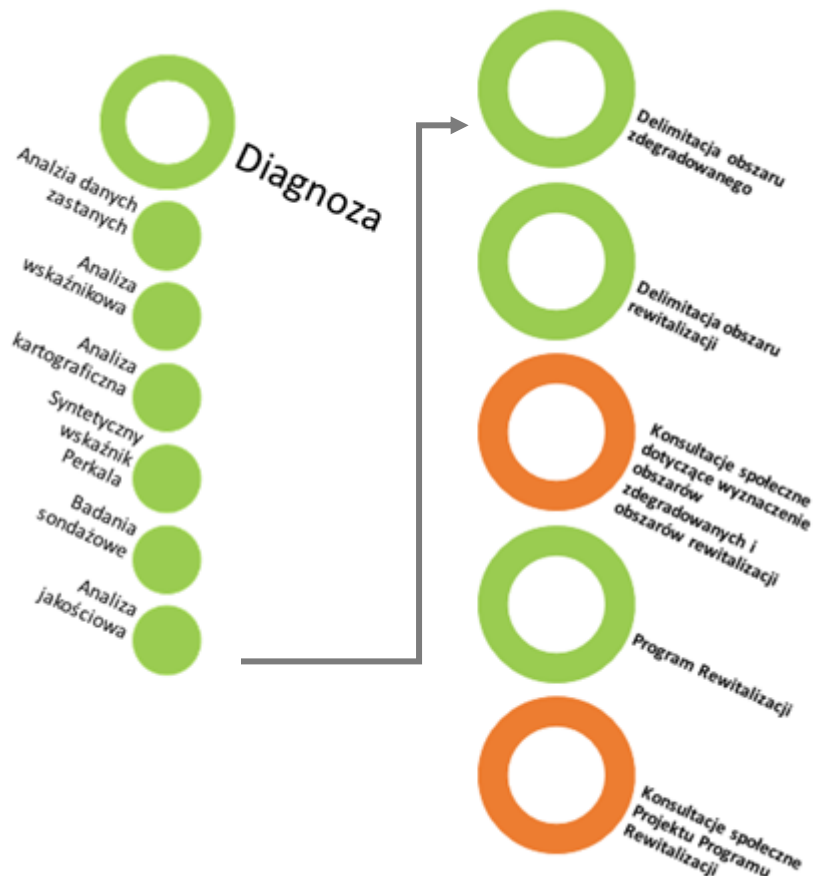 Diagnoza
Analzia danych
zastanych
Analiza
wskaźnikowa
Analiza
kartograficzna
Syntetyczny
wskaźnik
Perkala
Badania
sondażowe
Analiza
jakościowa
Delimitacja obszaru
zdegradowanego
Delimitacja obszaru
rewitalizacji
Konsultacje społeczne
dotyczące wyznaczenie
obszarów
zdegradowanych i
obszarów rewitalizacji
Program Rewitalizacji
Konsultacje społeczne
Projektu Programu
Rewitalizacji